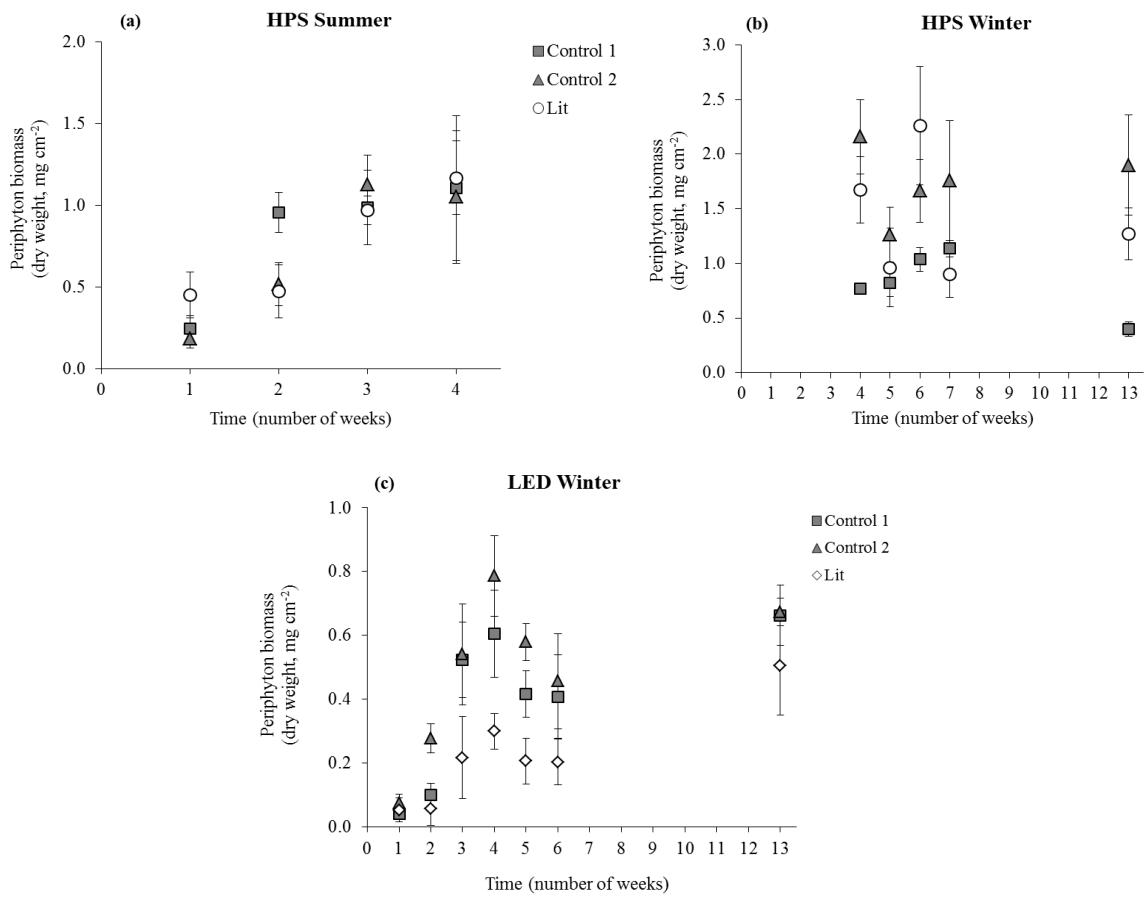 (a)
HPS Summer
2.0
1.5
1.0
0.5
0.0
0 1 2 3 4
Time (number of weeks)
Periphyton biomass
(dry weight, mg cm-2)
Control 1
Control 2
Lit
(b)
HPS Winter
3.0
2.5
2.0
1.5
1.0
0.5
0.0
0 1 2 3 4 5 6 7 8 9 10 11 12 13
Time (number of weeks)
Periphyton biomass
(dry weight, mg cm-2)
(c)
LED Winter
1.0
0.8
0.6
0.4
0.2
0.0
0 1 2 3 4 5 6 7 8 9 10 11 12 13
Time (number of weeks)
Periphyton biomass
(dry weight, mg cm-2)
Control 1
Control 2
Lit